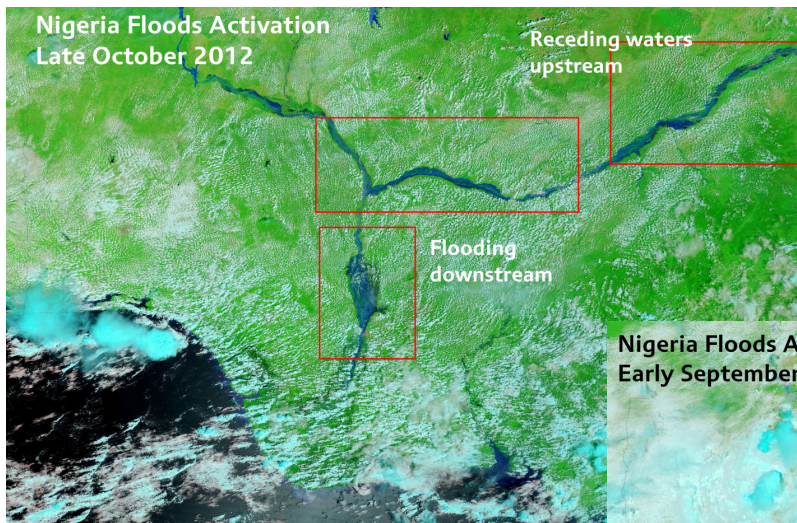 Nigeria Floods Activation
Late October 2012
Receding waters
upstream
Flooding
downstream
Nigeria Floods A
Early September